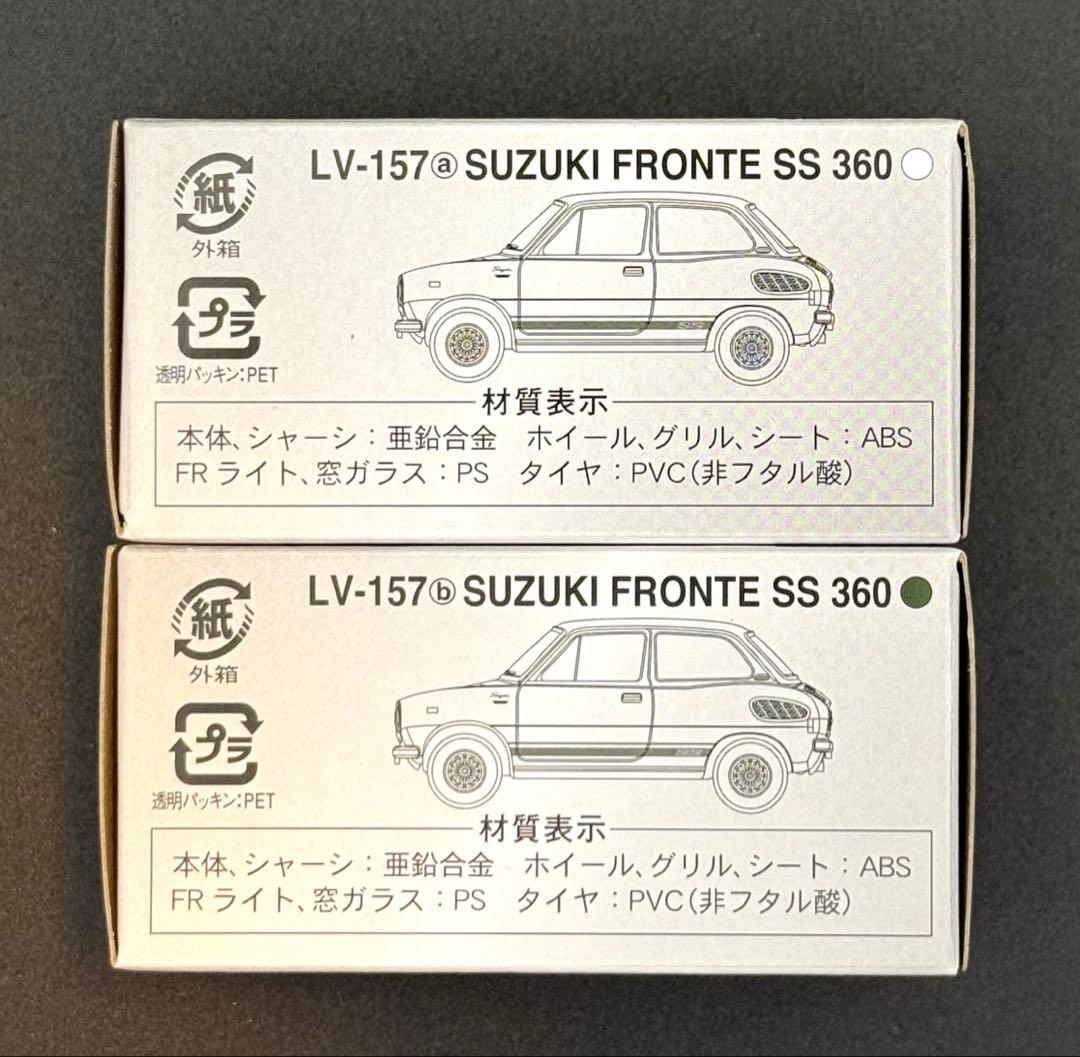 LV-157ⓐ SUZUKI FRONTE SS 360
紙
外箱
プラ
透明パッキン:PET
SS
材質表示
本体、シャーシ：亜鉛合金 ホイール、グリル、シート：ABS
FRライト、窓ガラス：PS タイヤ：PVC（非フタル酸）
LV-157ⓑ SUZUKI FRONTE SS 360
紙
外箱
プラ
透明パッキン:PET
SS
材質表示
本体、シャーシ：亜鉛合金 ホイール、グリル、シート：ABS
FRライト、窓ガラス：PS タイヤ：PVC（非フタル酸）